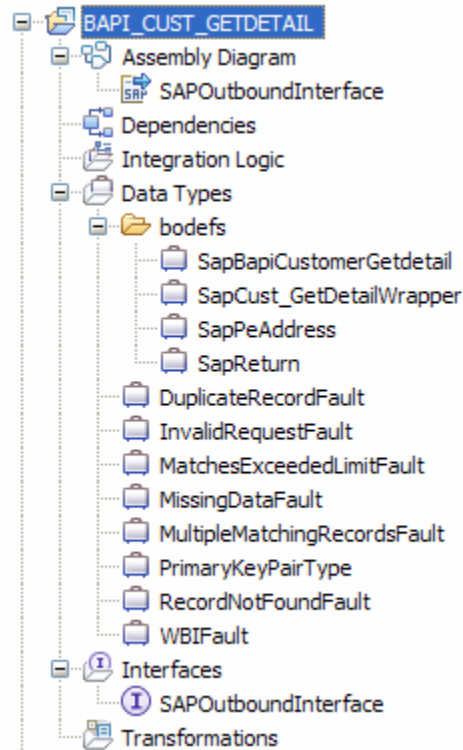 BAPI_CUST_GETDETAIL
Assembly Diagram
SAP SAPOutboundInterface
Dependencies
Integration Logic
Data Types
bodefs
SapBapiCustomerGetdetail
SapCust_GetDetailWrapper
SapPeAddress
SapReturn
DuplicateRecordFault
InvalidRequestFault
MatchesExceededLimitFault
MissingDataFault
MultipleMatchingRecordsFault
PrimaryKeyPairType
RecordNotFoundFault
WBIFault
I Interfaces
I SAPOutboundInterface
Transformations